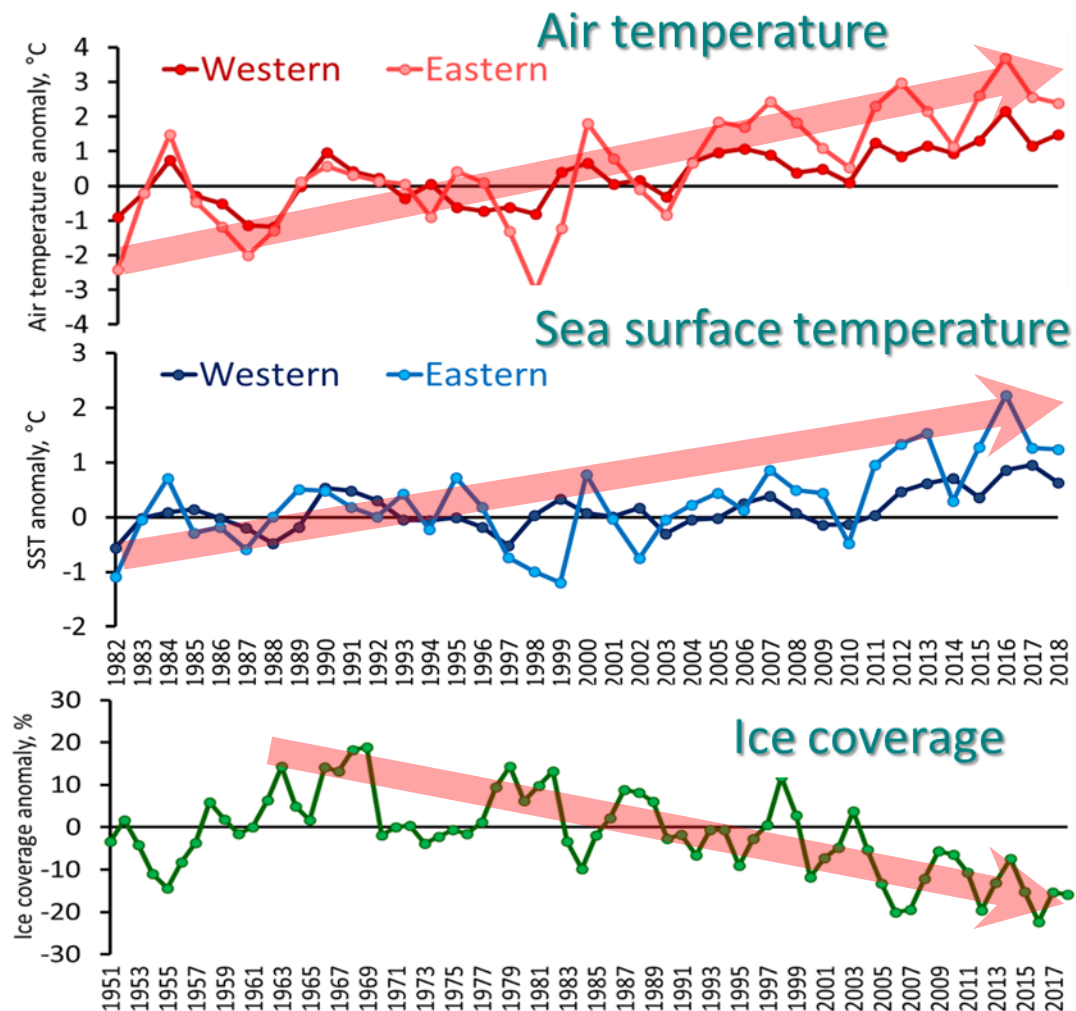 Air temperature
Air temperature anomaly, °C
4
3
2
1
0
-1
-2
-3
-4
Western
Eastern
Sea surface temperature
SST anomaly, °C
3
2
1
0
-1
-2
Western
Eastern
1982 1983 1984 1985 1986 1987 1988 1989 1990 1991 1992 1993 1994 1995 1996 1997 1998 1999 2000 2001 2002 2003 2004 2005 2006 2007 2008 2009 2010 2011 2012 2013 2014 2015 2016 2017 2018
Ice coverage
Ice coverage anomaly, %
30
20
10
0
-10
-20
-30
1951 1953 1955 1957 1959 1961 1963 1965 1967 1969 1971 1973 1975 1977 1979 1981 1983 1985 1987 1989 1991 1993 1995 1997 1999 2001 2003 2005 2007 2009 2011 2013 2015 2017